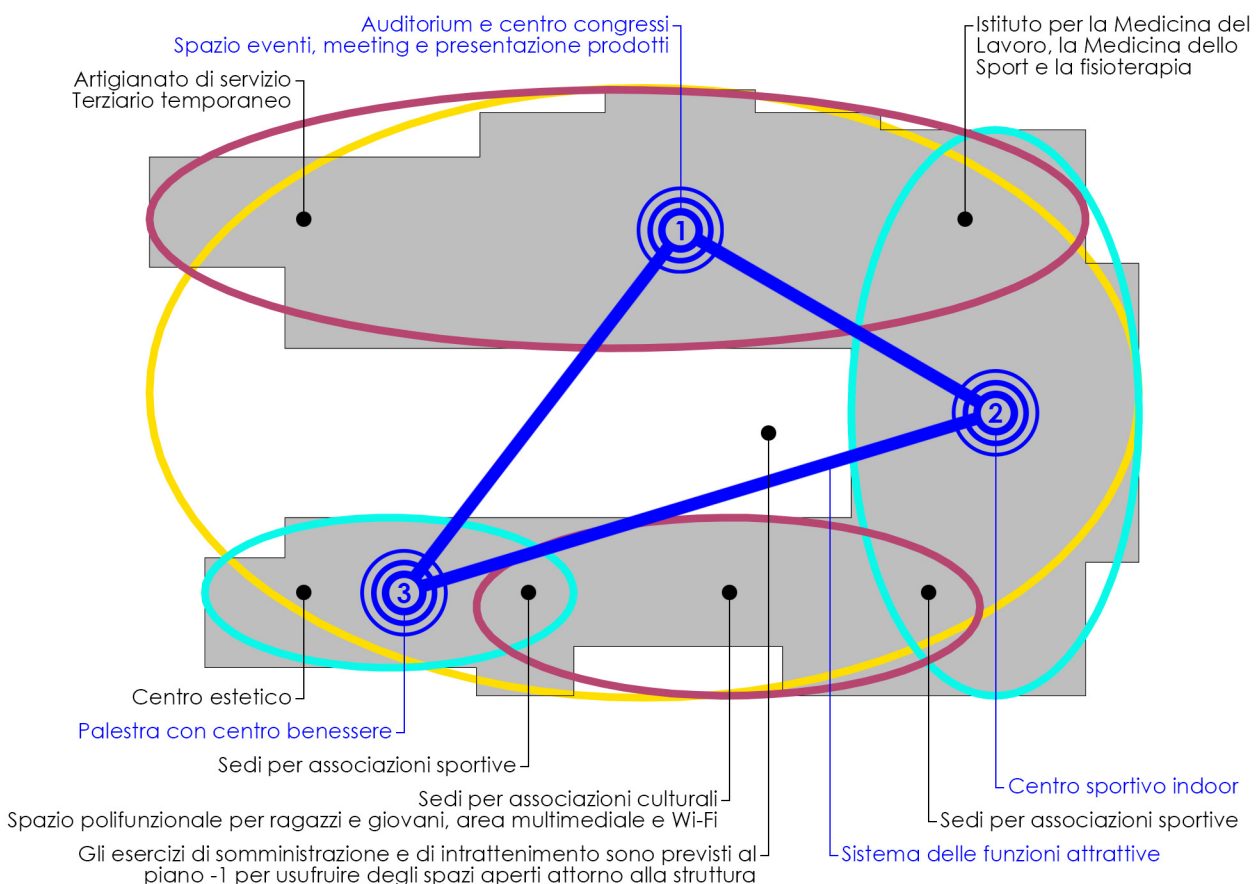 Auditorium e centro congressi
Spazio eventi, meeting e presentazione prodotti
Istituto per la Medicina del
Lavoro, la Medicina dello
Sport e la fisioterapia
Artigianato di servizio
Terziario temporaneo
1
2
3
Centro estetico
Palestra con centro benessere
Sedi per associazioni sportive
Centro sportivo indoor
Sedi per associazioni culturali
Spazio polifunzionale per ragazzi e giovani, area multimediale e Wi-Fi
Sedi per associazioni sportive
Gli esercizi di somministrazione e di intrattenimento sono previsti al
piano -1 per usufruire degli spazi aperti attorno alla struttura
Sistema delle funzioni attrattive